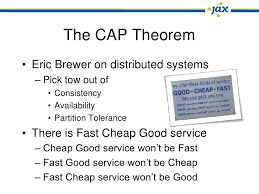 jax
The CAP Theorem
• Eric Brewer on distributed systems
– Pick tow out of
• Consistency
• Availability
• Partition Tolerance
GOOD-CHEAP-FAST
• There is Fast Cheap Good service
– Cheap Good service won't be Fast
– Fast Good service won't be Cheap
– Fast Cheap service won't be Good